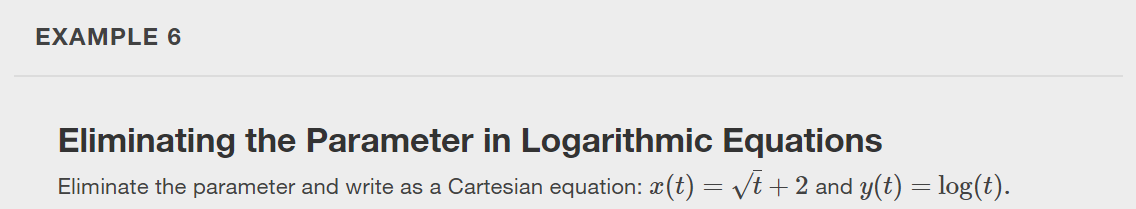 EXAMPLE 6
Eliminating the Parameter in Logarithmic Equations
Eliminate the parameter and write as a Cartesian equation: x(t) = √t + 2 and y(t) = log(t).